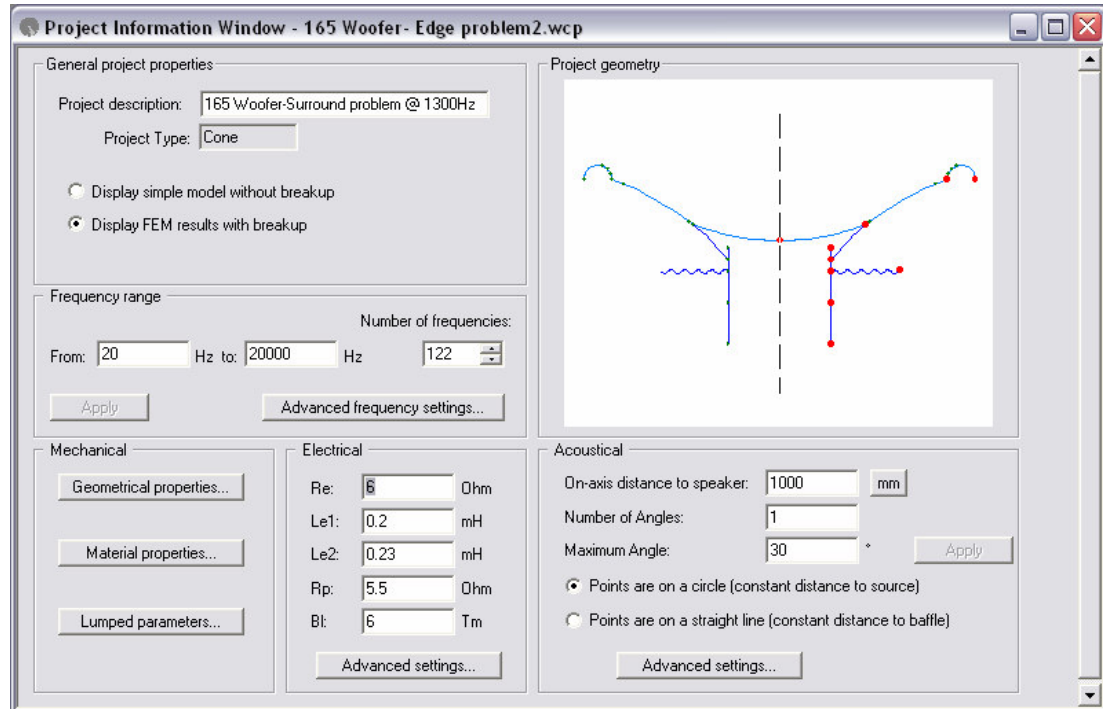 Project Information Window - 165 Woofer- Edge problem2.wcp
General project properties
Project description: 165 Woofer-Surround problem @ 1300Hz
Project Type: Cone
Display simple model without breakup
Display FEM results with breakup
Frequency range
Number of frequencies:
From: 20 Hz to: 20000 Hz 122
Apply Advanced frequency settings...
Project geometry
Mechanical
Geometrical properties...
Material properties...
Lumped parameters...
Electrical
Re: 6 Ohm
Le1: 0.2 mH
Le2: 0.23 mH
Rp: 5.5 Ohm
Bl: 6 Tm
Advanced settings...
Acoustical
On-axis distance to speaker: 1000 mm
Number of Angles: 1
Maximum Angle: 30 ° Apply
Points are on a circle (constant distance to source)
Points are on a straight line (constant distance to baffle)
Advanced settings...